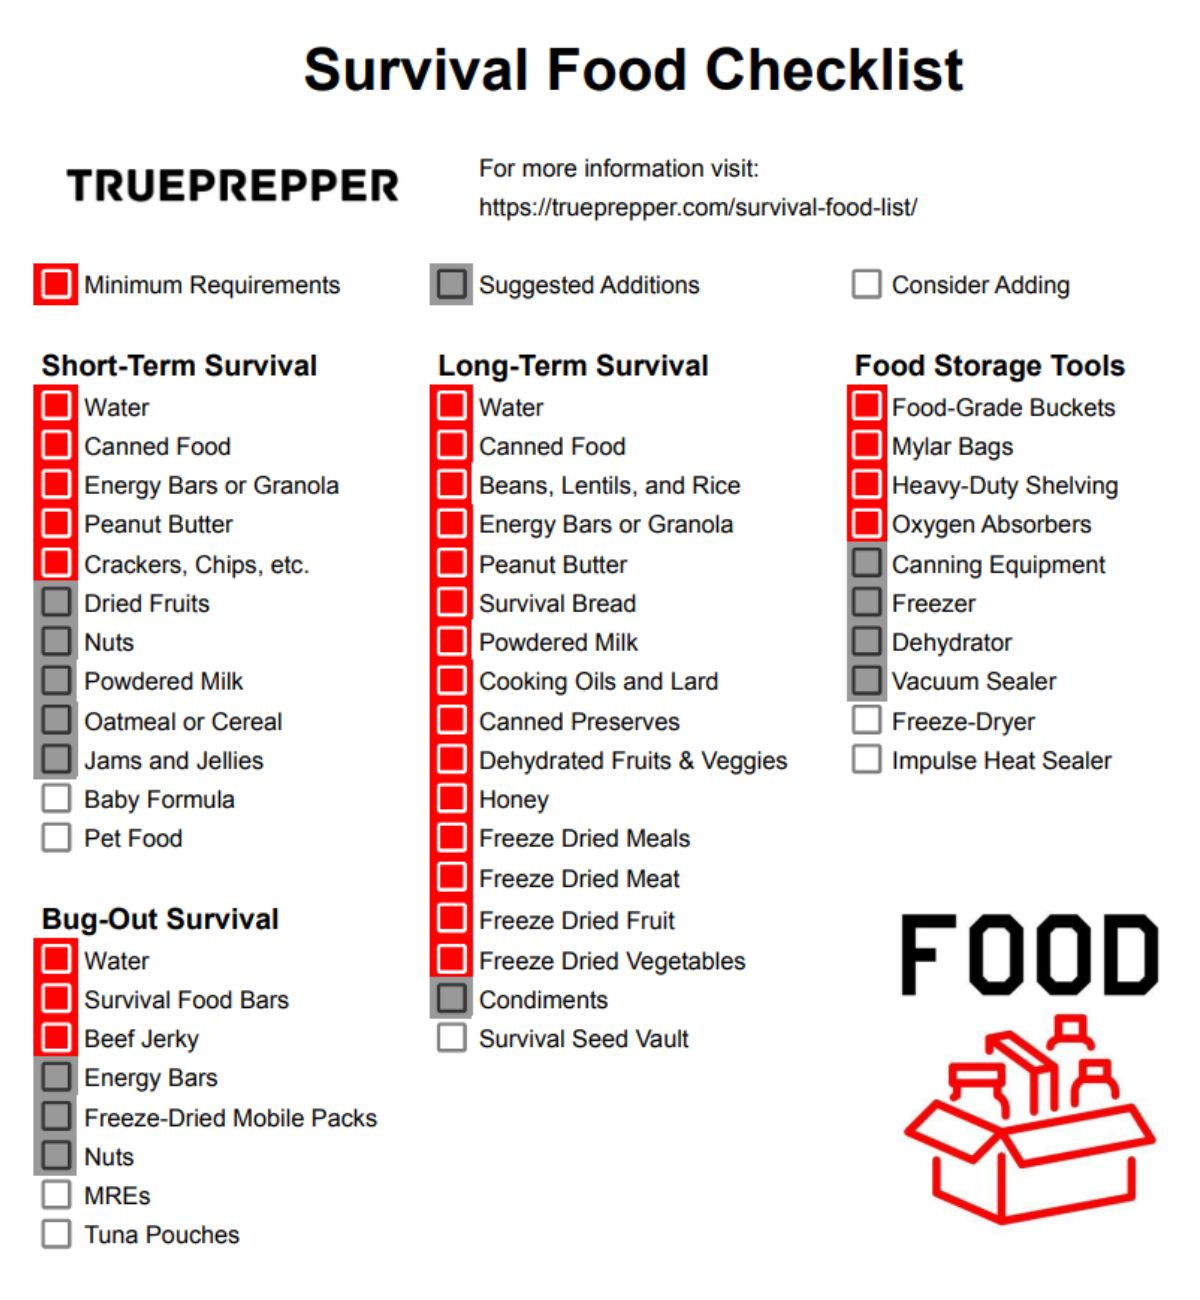 Survival Food Checklist
TRUEPREPPER
For more information visit:
https://trueprepper.com/survival-food-list/
Minimum Requirements
Suggested Additions
Consider Adding
Short-Term Survival
Water
Canned Food
Energy Bars or Granola
Peanut Butter
Crackers, Chips, etc.
Dried Fruits
Nuts
Powdered Milk
Oatmeal or Cereal
Jams and Jellies
Baby Formula
Pet Food
Bug-Out Survival
Water
Survival Food Bars
Beef Jerky
Energy Bars
Freeze-Dried Mobile Packs
Nuts
MREs
Tuna Pouches
Long-Term Survival
Water
Canned Food
Beans, Lentils, and Rice
Energy Bars or Granola
Peanut Butter
Survival Bread
Powdered Milk
Cooking Oils and Lard
Canned Preserves
Dehydrated Fruits & Veggies
Honey
Freeze Dried Meals
Freeze Dried Meat
Freeze Dried Fruit
Freeze Dried Vegetables
Condiments
Survival Seed Vault
Food Storage Tools
Food-Grade Buckets
Mylar Bags
Heavy-Duty Shelving
Oxygen Absorbers
Canning Equipment
Freezer
Dehydrator
Vacuum Sealer
Freeze-Dryer
Impulse Heat Sealer
FOOD